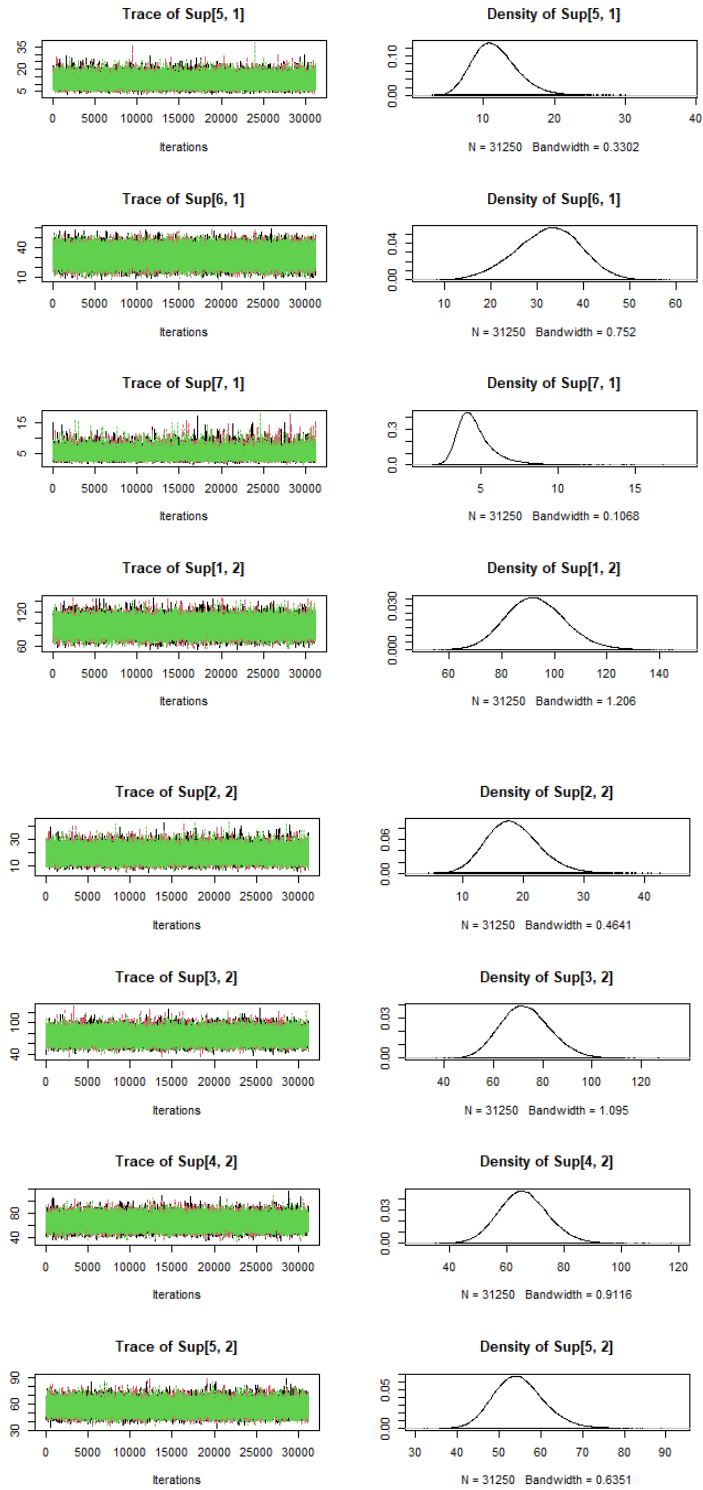 Trace of Sup[5, 1] Density of Sup[5, 1]
5 20 35 0.00 0.10
0 5000 10000 15000 20000 25000 30000 10 20 30 40
Iterations N = 31250 Bandwidth = 0.3302
Trace of Sup[6, 1] Density of Sup[6, 1]
10 40 0.00 0.04
0 5000 10000 15000 20000 25000 30000 10 20 30 40 50 60
Iterations N = 31250 Bandwidth = 0.752
Trace of Sup[7, 1] Density of Sup[7, 1]
5 15 0.0 0.3
0 5000 10000 15000 20000 25000 30000 5 10 15
Iterations N = 31250 Bandwidth = 0.1068
Trace of Sup[1, 2] Density of Sup[1, 2]
60 120 0.000 0.030
0 5000 10000 15000 20000 25000 30000 60 80 100 120 140
Iterations N = 31250 Bandwidth = 1.206
Trace of Sup[2, 2] Density of Sup[2, 2]
10 30 0.00 0.06
0 5000 10000 15000 20000 25000 30000 10 20 30 40
Iterations N = 31250 Bandwidth = 0.4641
Trace of Sup[3, 2] Density of Sup[3, 2]
40 100 0.00 0.03
0 5000 10000 15000 20000 25000 30000 40 60 80 100 120
Iterations N = 31250 Bandwidth = 1.095
Trace of Sup[4, 2] Density of Sup[4, 2]
40 80 0.00 0.03
0 5000 10000 15000 20000 25000 30000 40 60 80 100 120
Iterations N = 31250 Bandwidth = 0.9116
Trace of Sup[5, 2] Density of Sup[5, 2]
30 60 90 0.00 0.05
0 5000 10000 15000 20000 25000 30000 30 40 50 60 70 80 90
Iterations N = 31250 Bandwidth = 0.6351